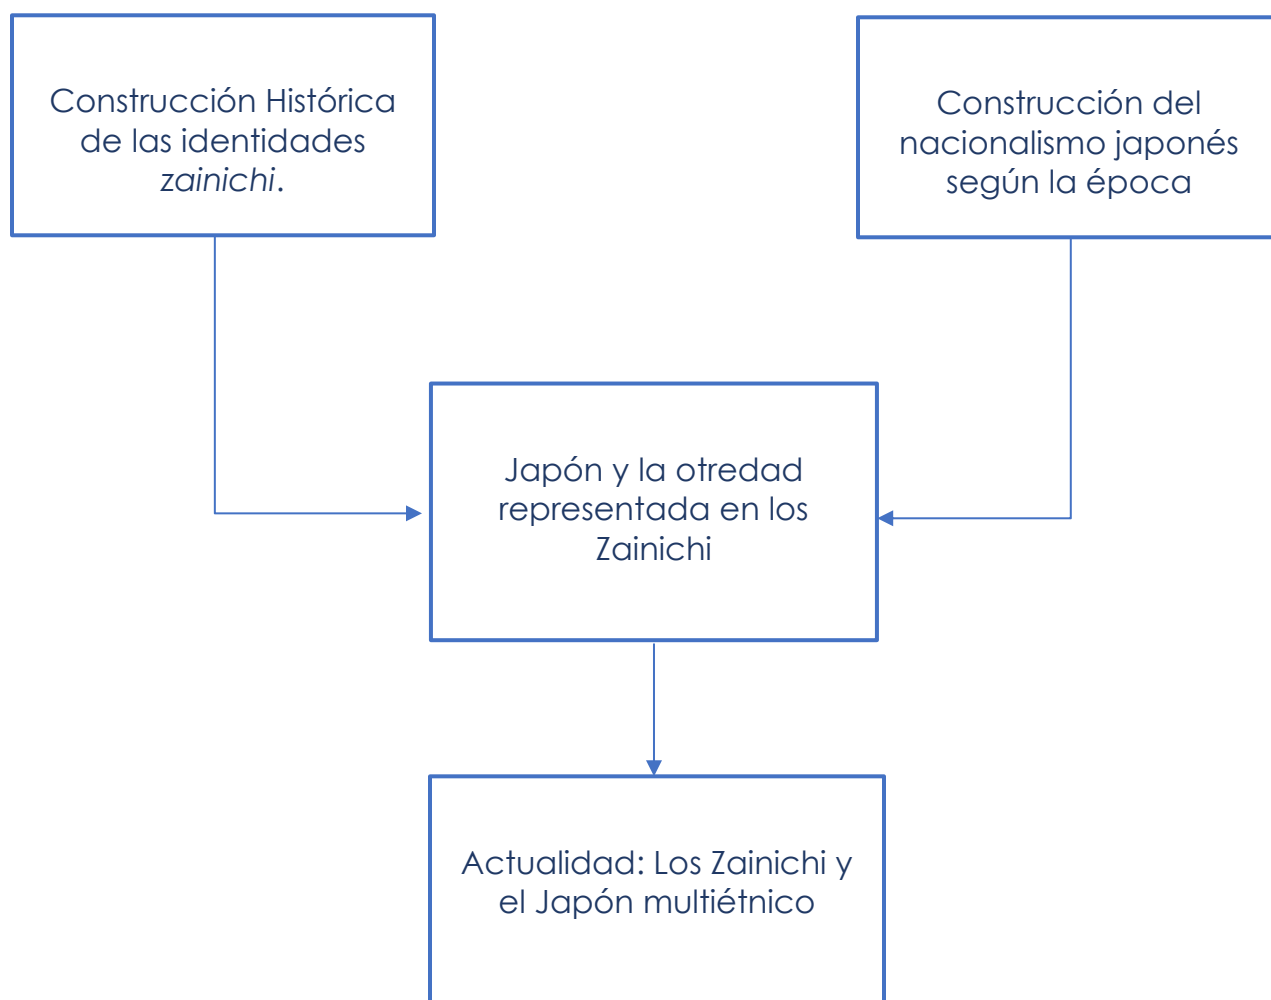 Construcción Histórica
de las identidades
zainichi.
Construcción del
nacionalismo japonés
según la época
Japón y la otredad
representada en los
Zainichi
Actualidad: Los Zainichi y
el Japón multiétnico